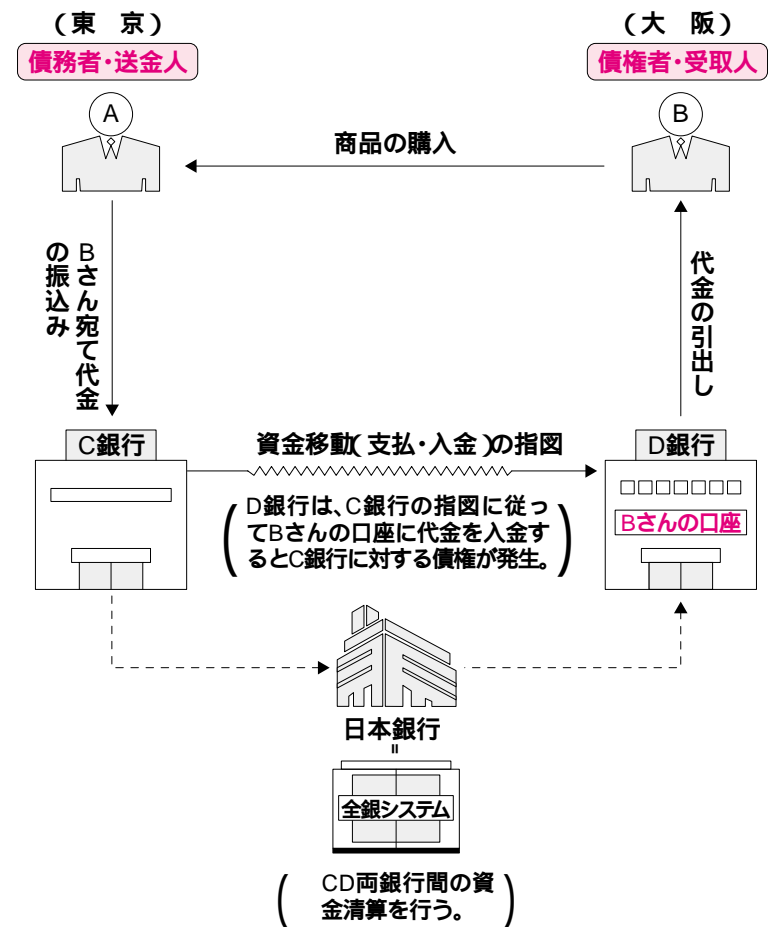 (東 京)
債務者・送金人
A
(大 阪)
債権者・受取人
B
商品の購入
Bさん宛て代金
の振込み
代金の引出し
C銀行
資金移動(支払・入金)の指図
D銀行
Bさんの口座
(D銀行は、C銀行の指図に従っ
てBさんの口座に代金を入金す
るとC銀行に対する債権が発生。)
日本銀行
=
全銀システム
(CD両銀行間の資
金清算を行う。)